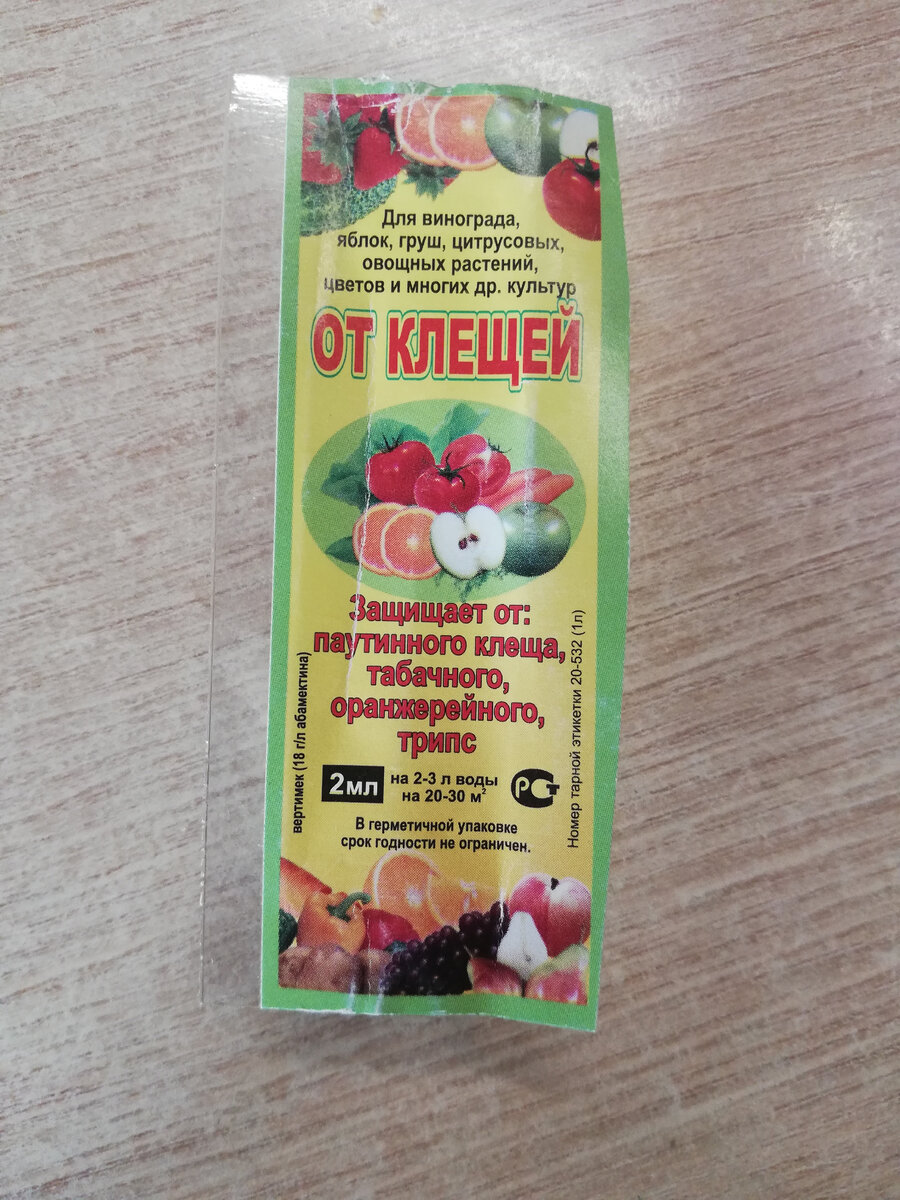 Для винограда,
яблок, груш, цитрусовых,
овощных растений,
цветов и многих др. культур
ОТ КЛЕЩЕЙ
Защищает от:
паутинного клеща,
табачного,
оранжерейного,
трипс
вертимек (18 г/л абамектина)
Номер тарной этикетки 20-532 (1л)
2мл
на 2-3 л воды
на 20-30 м²
РСТ
В герметичной упаковке
срок годности не ограничен.